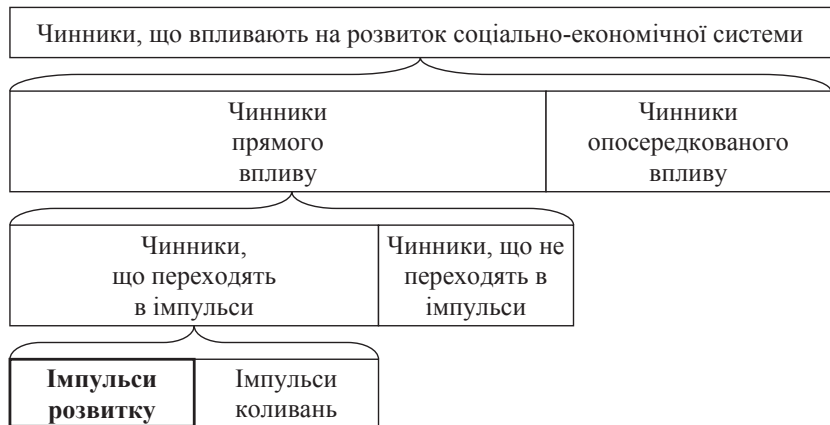 Чинники, що впливають на розвиток соціально-економічної системи
Чинники
прямого
впливу
Чинники
опосередкованого
впливу
Чинники,
що переходять
в імпульси
Чинники, що не
переходять в
імпульси
Імпульси
розвитку
Імпульси
коливань